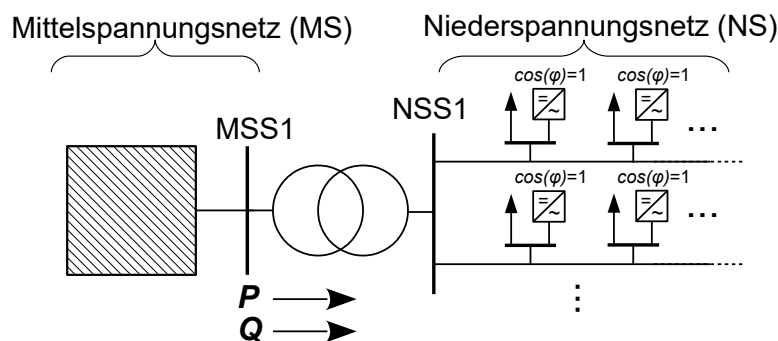 Mittelspannungsnetz (MS)
Niederspannungsnetz (NS)
cos(φ)=1 cos(φ)=1
= ~ = ~
MSS1
NSS1
...
cos(φ)=1 cos(φ)=1
= ~ = ~
...
P
Q